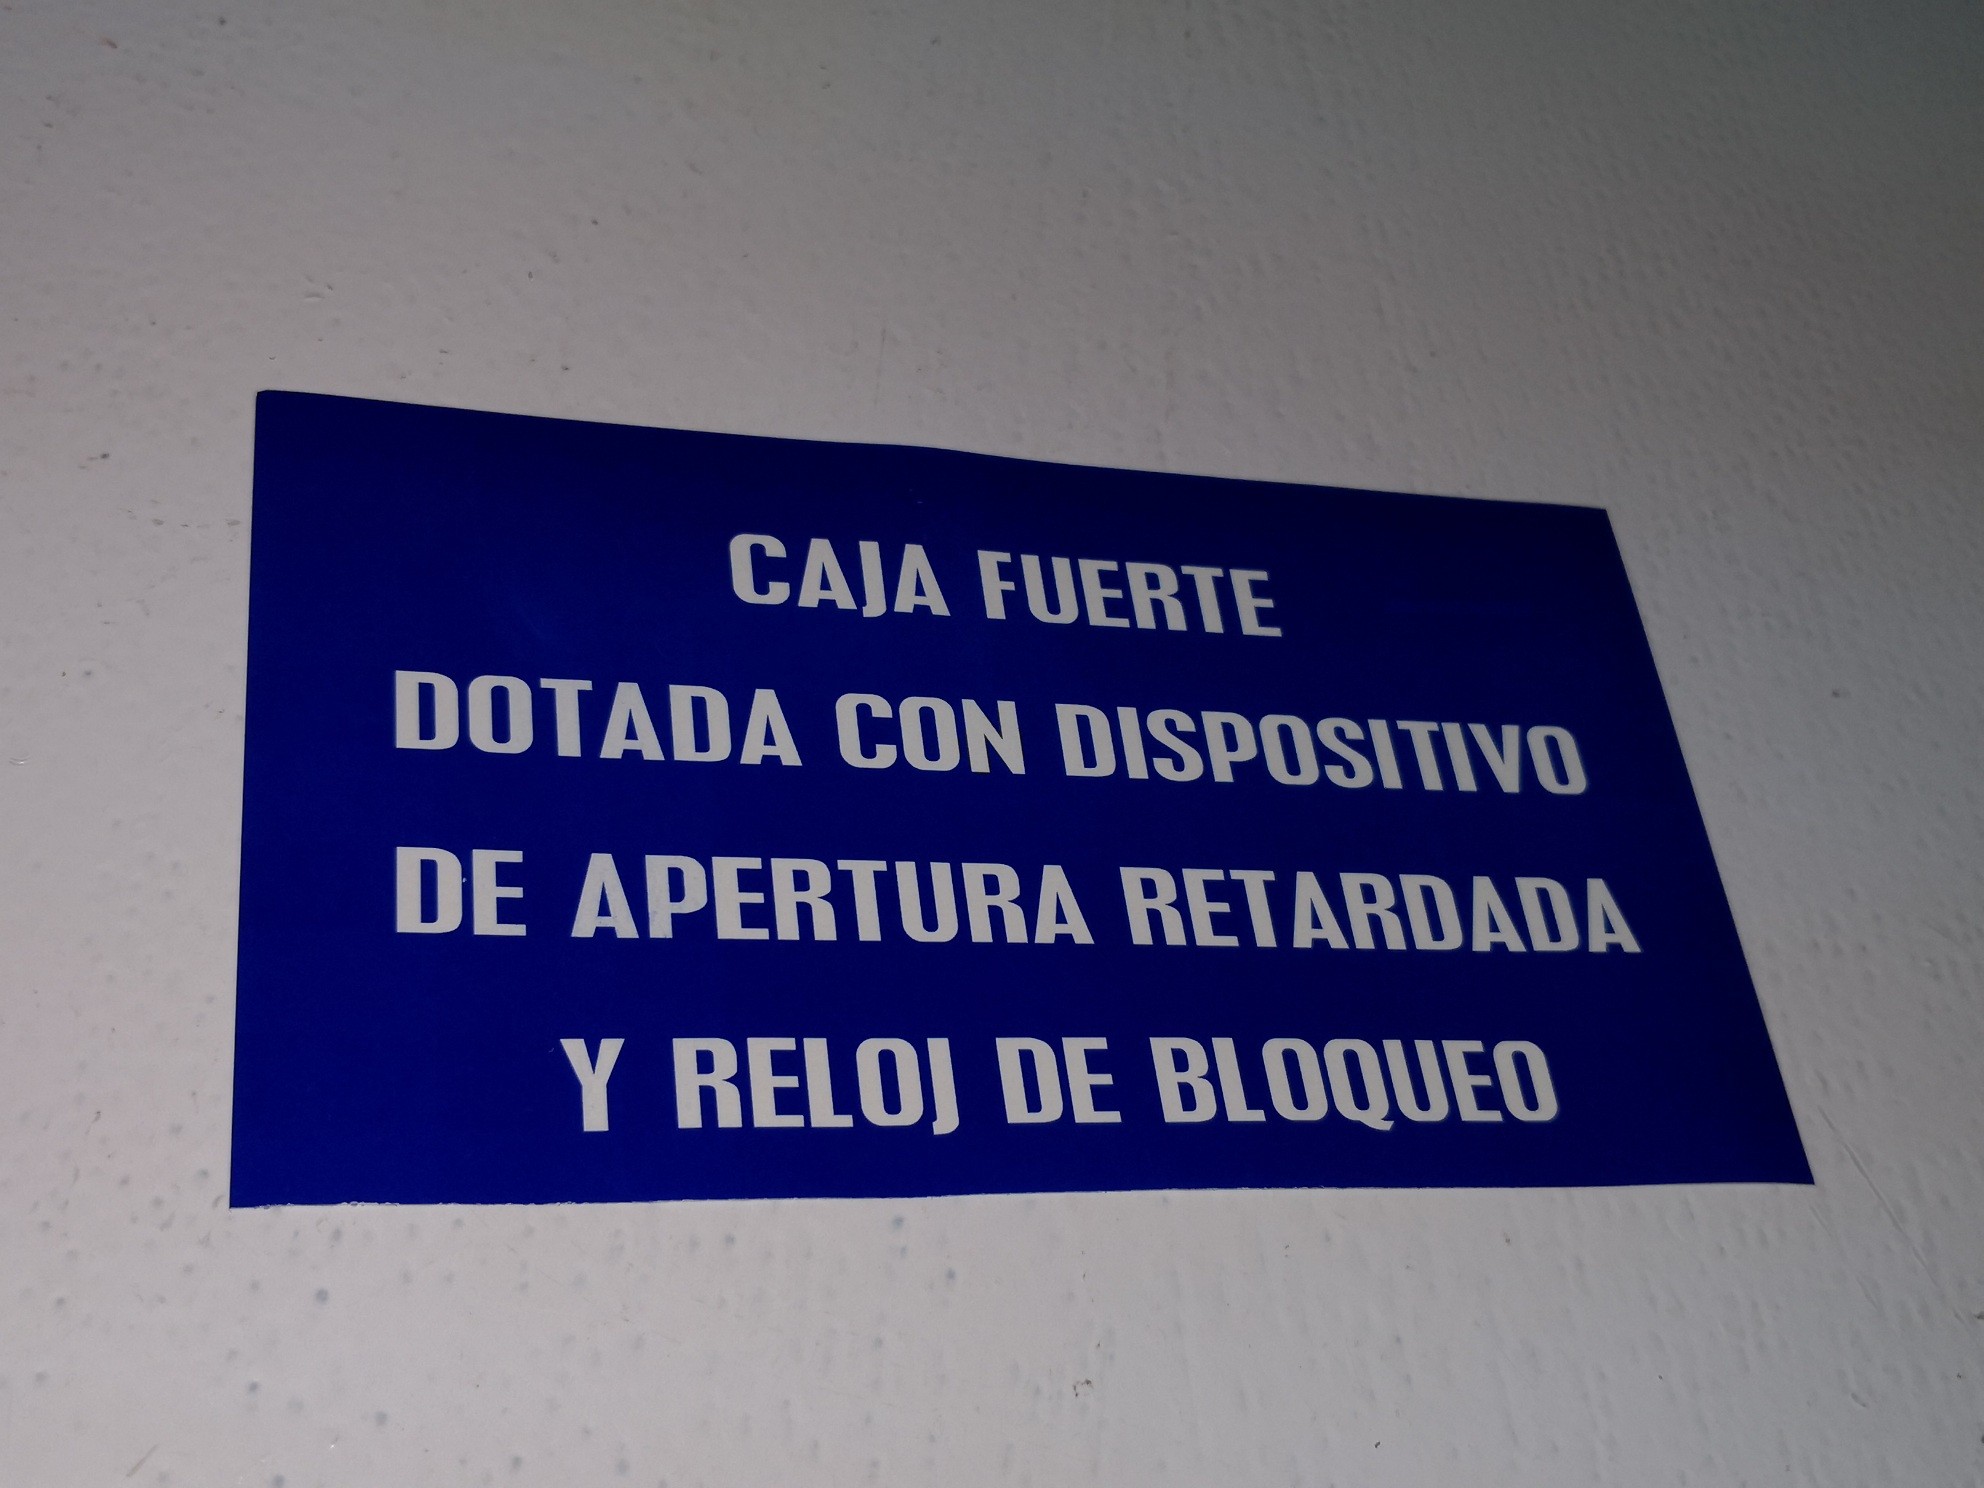 CAJA FUERTE
DOTADA CON DISPOSITIVO
DE APERTURA RETARDADA
Y RELOJ DE BLOQUEO